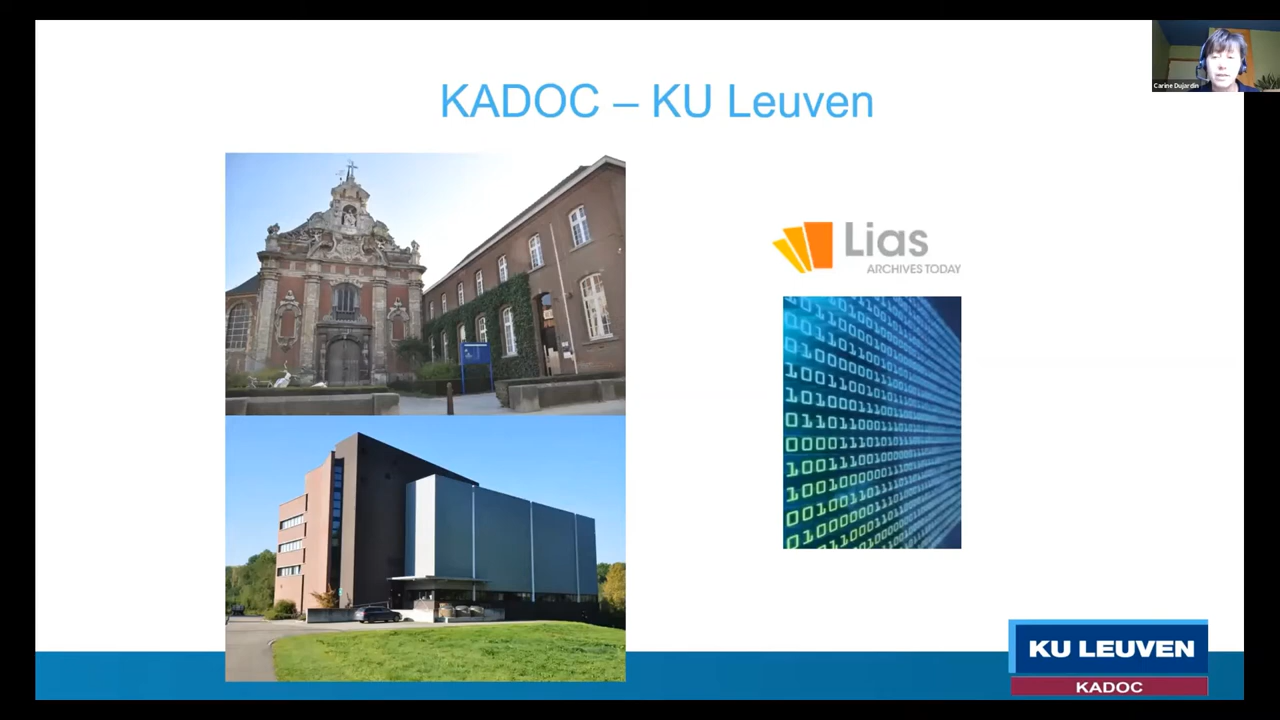 KADOC – KU Leuven
Carine Dujardin
Lias
ARCHIVES TODAY
KU LEUVEN
KADOC